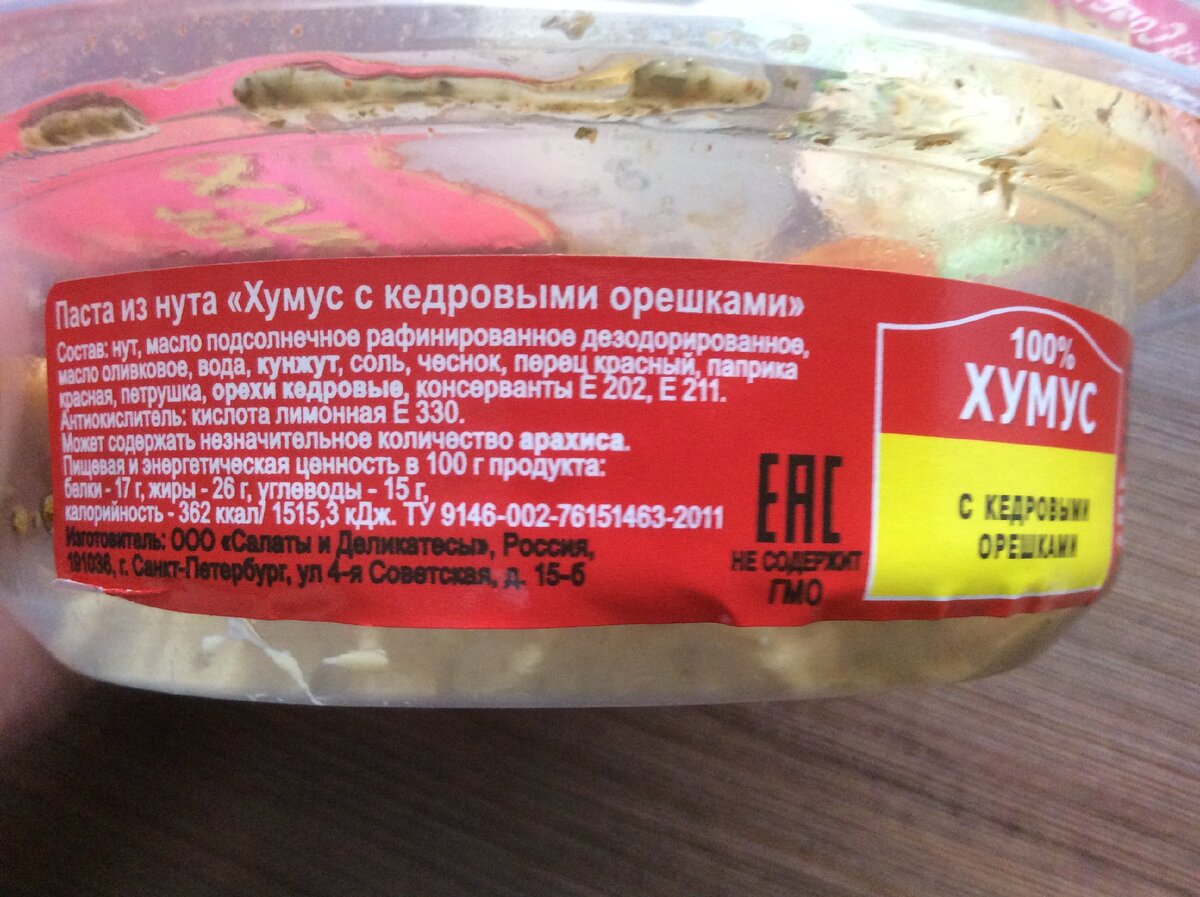 Паста из нута «Хумус с кедровыми орешками»
Состав: нут, масло подсолнечное рафинированное дезодорированное,
масло оливковое, вода, кунжут, соль, чеснок, перец красный, паприка
красная, петрушка, орехи кедровые, консерванты Е 202, Е 211.
Антиокислитель: кислота лимонная Е 330.
Может содержать незначительное количество арахиса.
Пищевая и энергетическая ценность в 100 г продукта:
белки - 17 г, жиры - 26 г, углеводы - 15 г,
калорийность - 362 ккал/ 1515,3 кДж. ТУ 9146-002-76151463-2011
Изготовитель: ООО «Салаты и Деликатесы», Россия,
191036, г. Санкт-Петербург, ул 4-я Советская, д. 15-б
ЕАС
НЕ СОДЕРЖИТ
ГМО
100%
ХУМУС
С КЕДРОВЫМИ
ОРЕШКАМИ